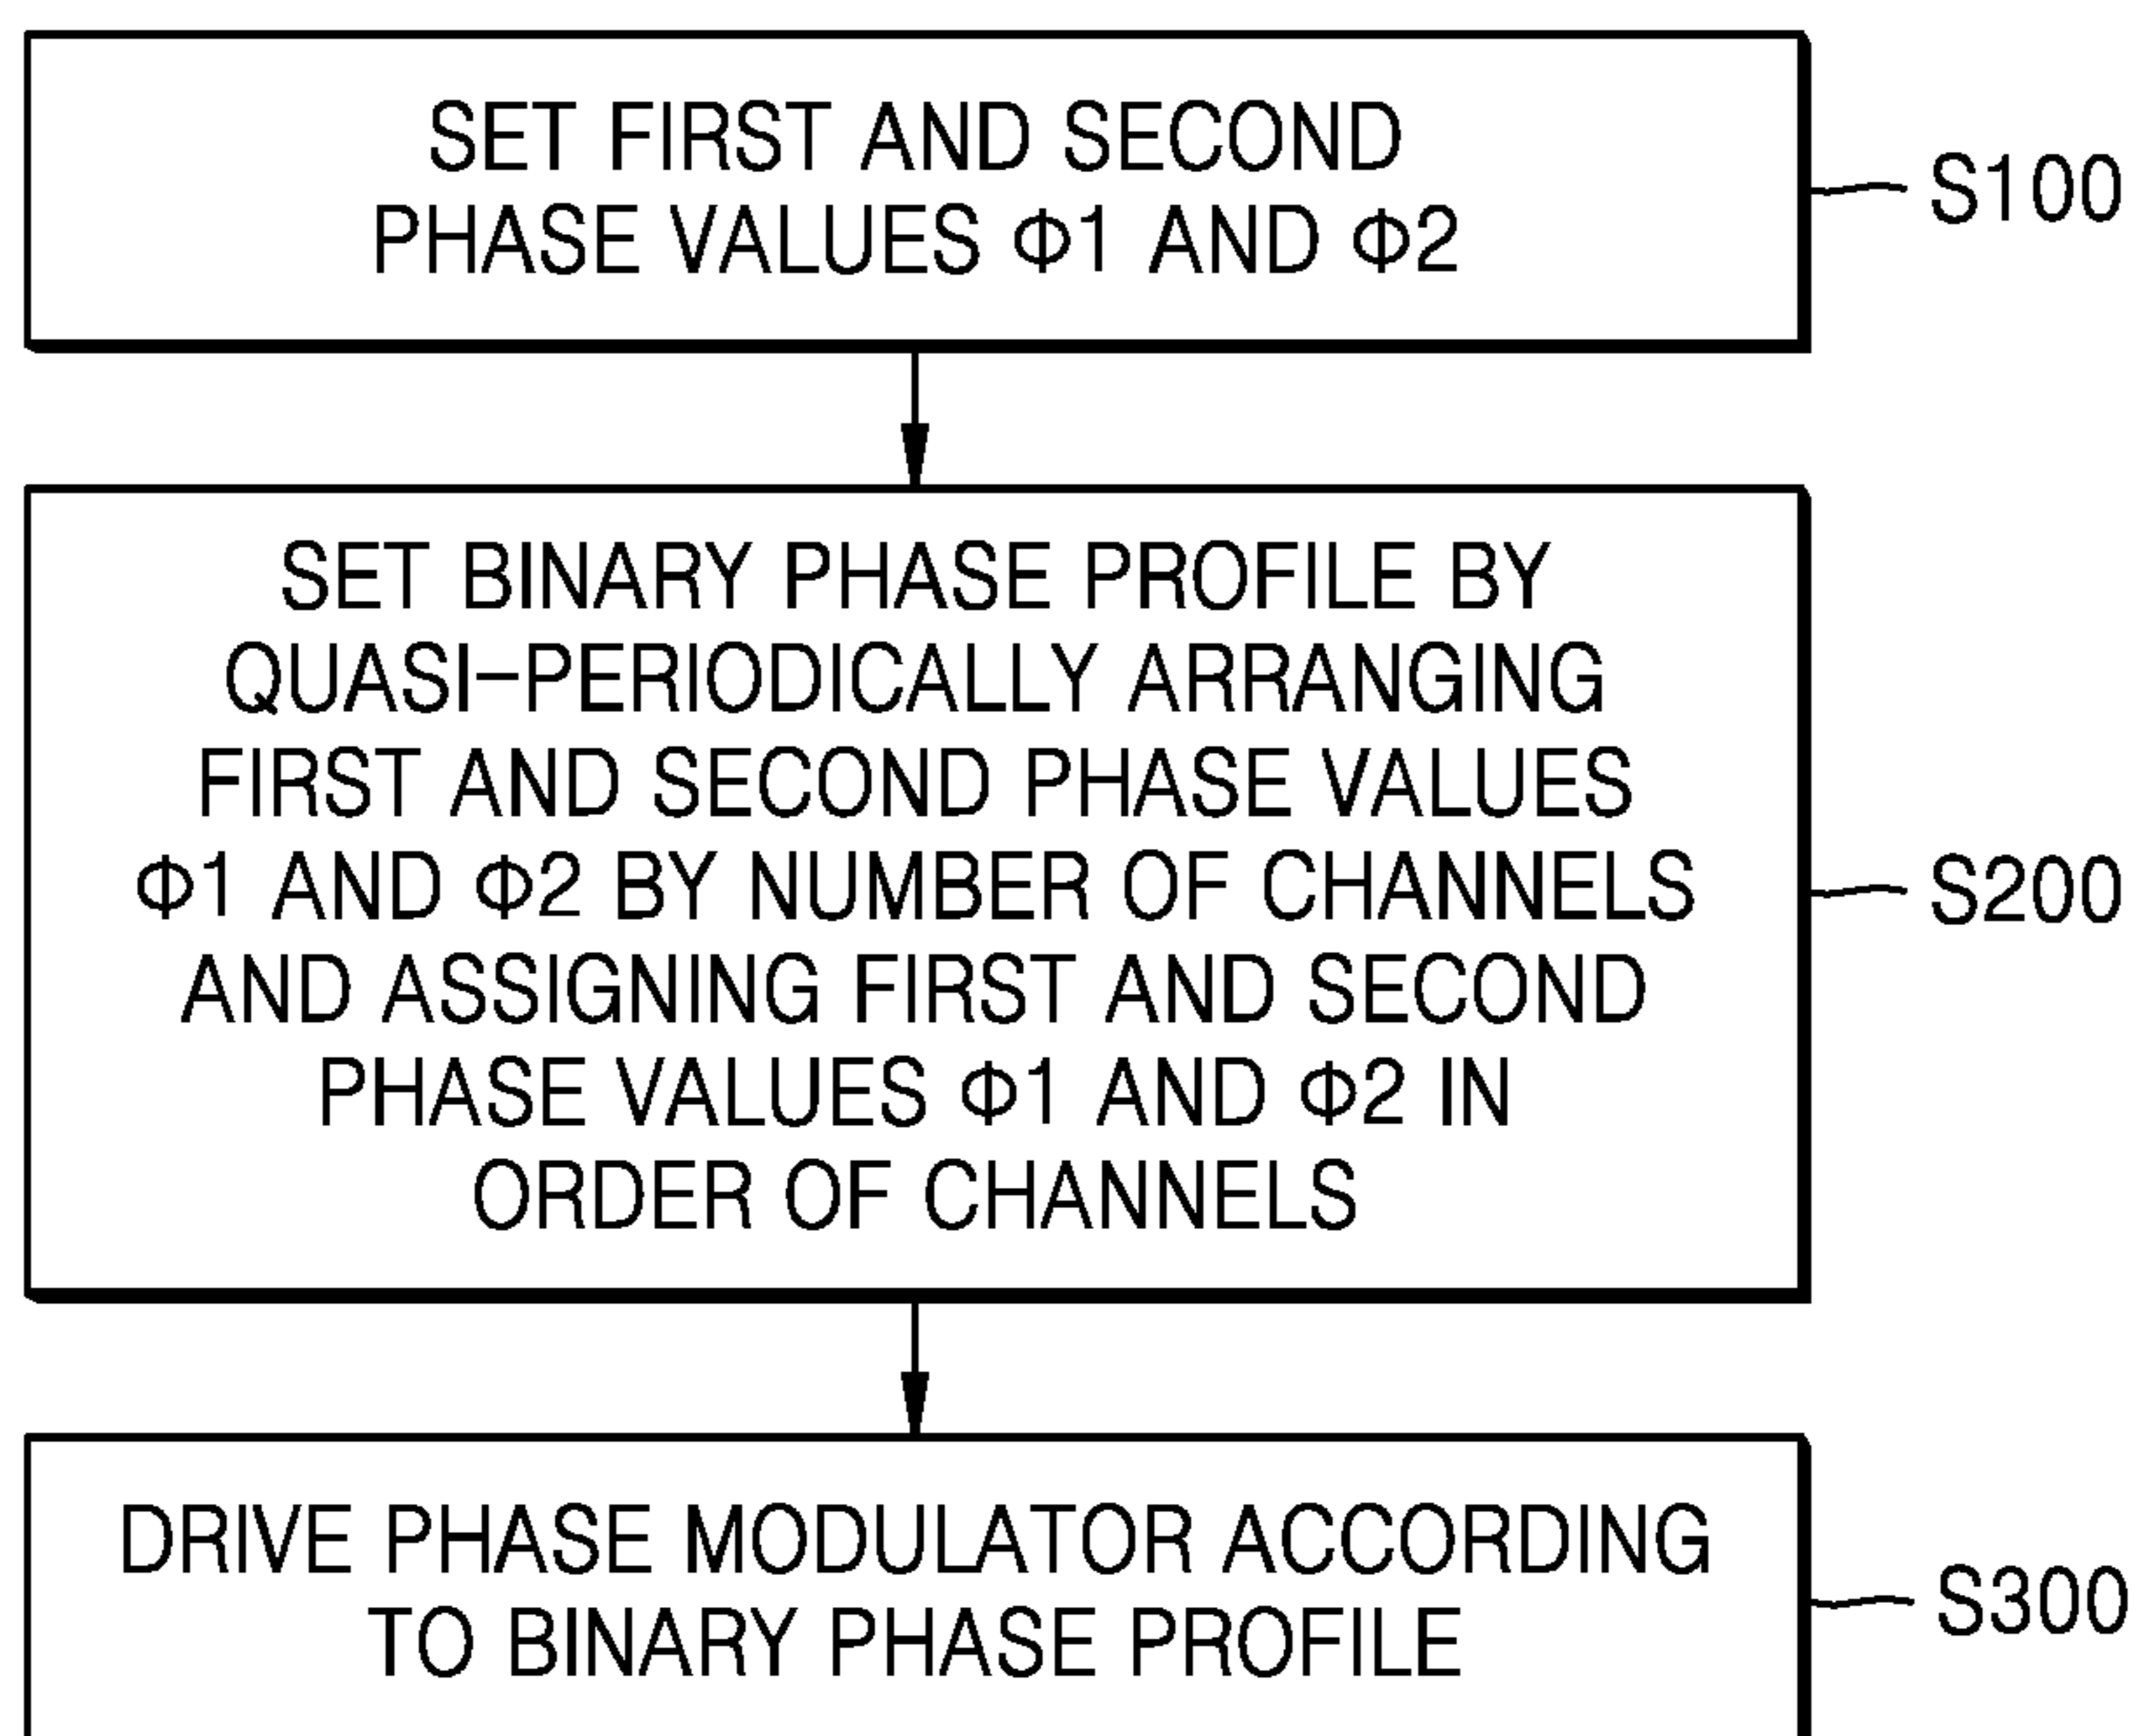 SET FIRST AND SECOND
PHASE VALUES Φ1 AND Φ2
S100
SET BINARY PHASE PROFILE BY
QUASI-PERIODICALLY ARRANGING
FIRST AND SECOND PHASE VALUES
Φ1 AND Φ2 BY NUMBER OF CHANNELS
AND ASSIGNING FIRST AND SECOND
PHASE VALUES Φ1 AND Φ2 IN
ORDER OF CHANNELS
S200
DRIVE PHASE MODULATOR ACCORDING
TO BINARY PHASE PROFILE
S300